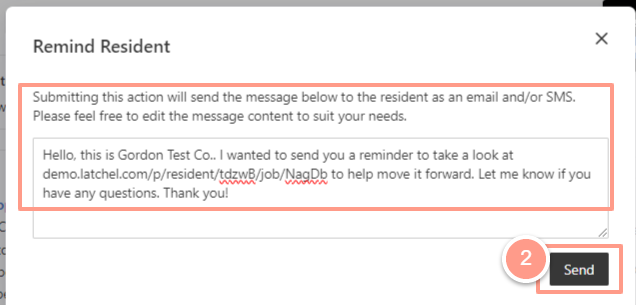 Remind Resident
Submitting this action will send the message below to the resident as an email and/or SMS.
Please feel free to edit the message content to suit your needs.
Hello, this is Gordon Test Co.. I wanted to send you a reminder to take a look at
demo.latchel.com/p/resident/tdzwB/job/NagDb to help move it forward. Let me know if you
have any questions. Thank you!
2
Send